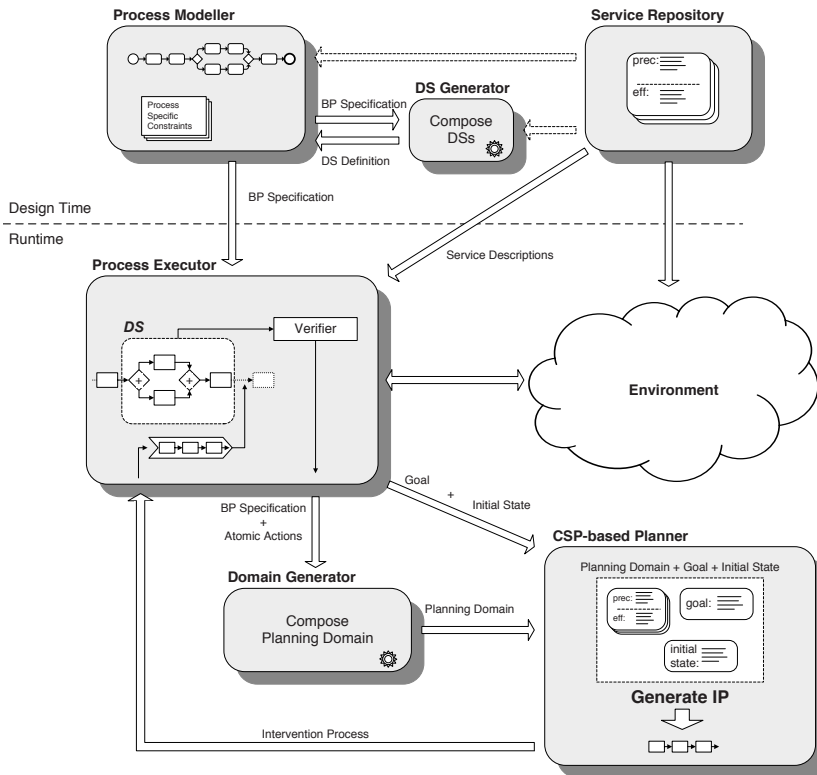 Process Modeller
Service Repository
prec:
eff:
DS Generator
BP Specification
Process
Specific
Constraints
Compose
DSs
DS Definition
BP Specification
Design Time
Runtime
Service Descriptions
Process Executor
DS
Verifier
+
+
Environment
Goal
+
Initial State
BP Specification
+
Atomic Actions
CSP-based Planner
Planning Domain + Goal + Initial State
Domain Generator
prec:
eff:
goal:
Compose
Planning Domain
Planning Domain
initial
state:
Generate IP
Intervention Process